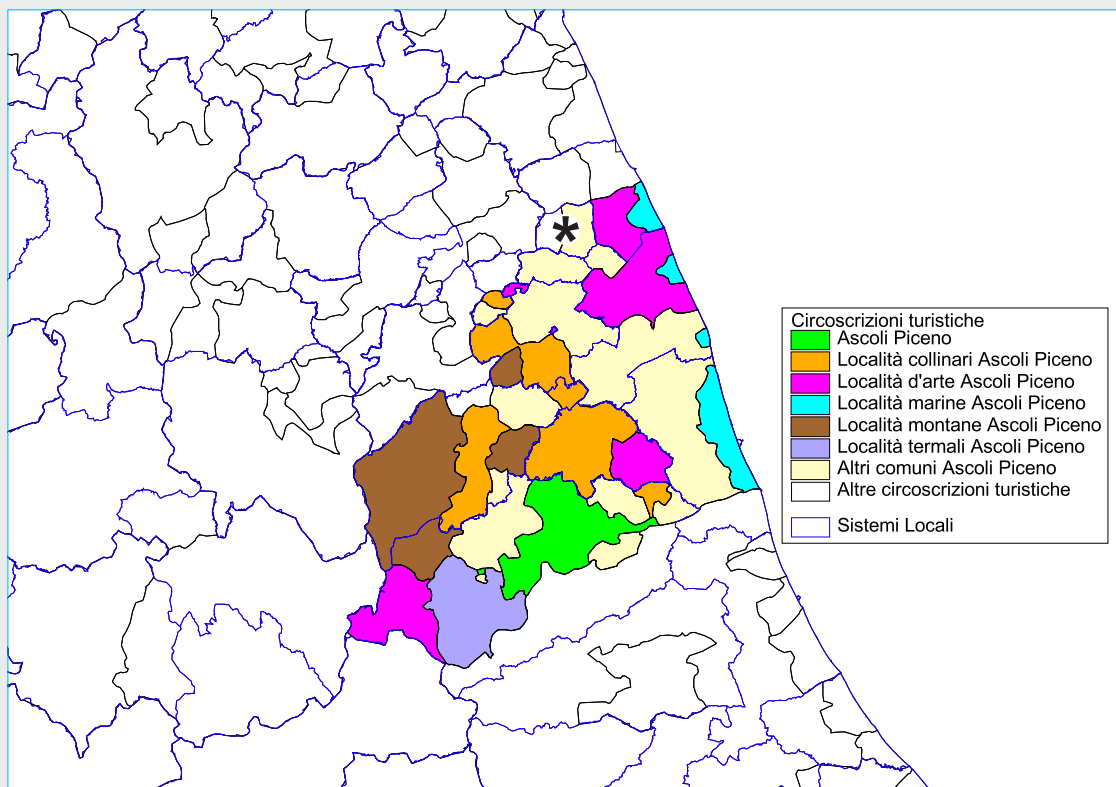 *
Circoscrizioni turistiche
Ascoli Piceno
Località collinari Ascoli Piceno
Località d'arte Ascoli Piceno
Località marine Ascoli Piceno
Località montane Ascoli Piceno
Località termali Ascoli Piceno
Altri comuni Ascoli Piceno
Altre circoscrizioni turistiche
Sistemi Locali